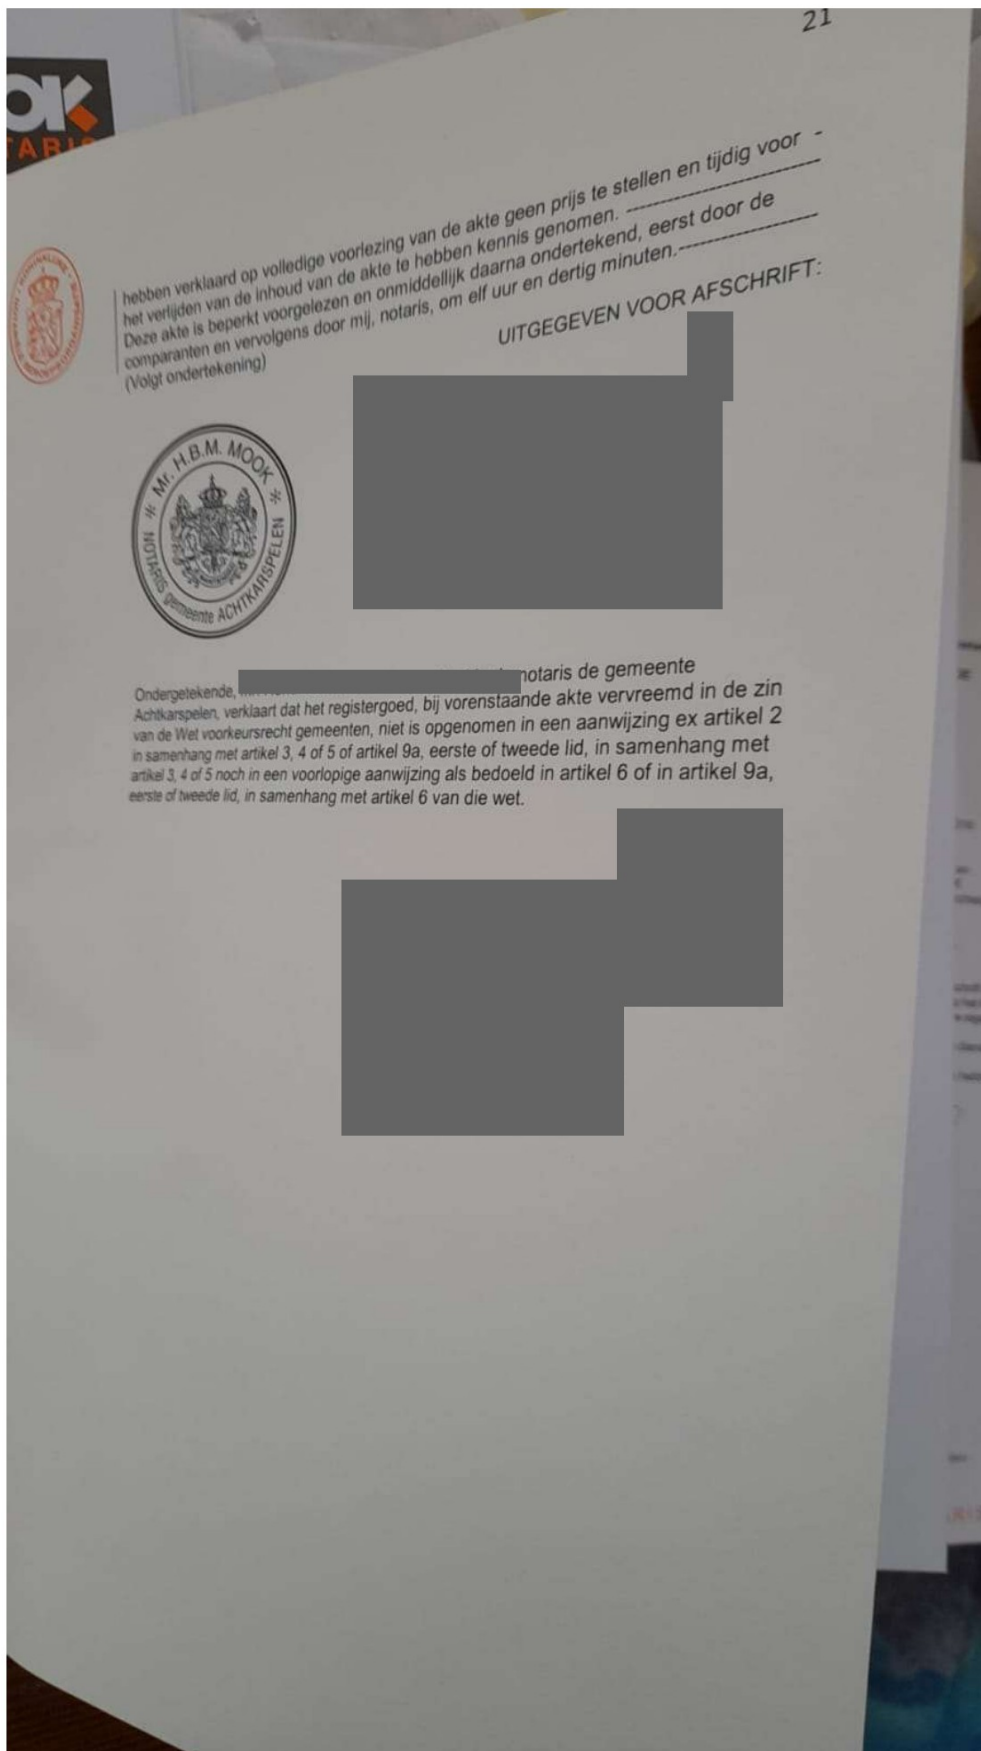 21
OK
hebben verklaard op volledige voorlezing van de akte geen prijs te stellen en tijdig voor -
het verlijden van de inhoud van de akte te hebben kennis genomen.
Deze akte is beperkt voorgelezen en onmiddellijk daarna ondertekend, eerst door de
comparanten en vervolgens door mij, notaris, om elf uur en dertig minuten.
(Volgt ondertekening)
UITGEGEVEN VOOR AFSCHRIFT:
* Mr. H.B.M. MOOK *
NOTARIS gemeente ACHTKARSPELEN
Ondergetekende, notaris de gemeente
Achtkarspelen, verklaart dat het registergoed, bij vorenstaande akte vervreemd in de zin
van de Wet voorkeursrecht gemeenten, niet is opgenomen in een aanwijzing ex artikel 2
in samenhang met artikel 3, 4 of 5 of artikel 9a, eerste of tweede lid, in samenhang met
artikel 3, 4 of 5 noch in een voorlopige aanwijzing als bedoeld in artikel 6 of in artikel 9a,
eerste of tweede lid, in samenhang met artikel 6 van die wet.